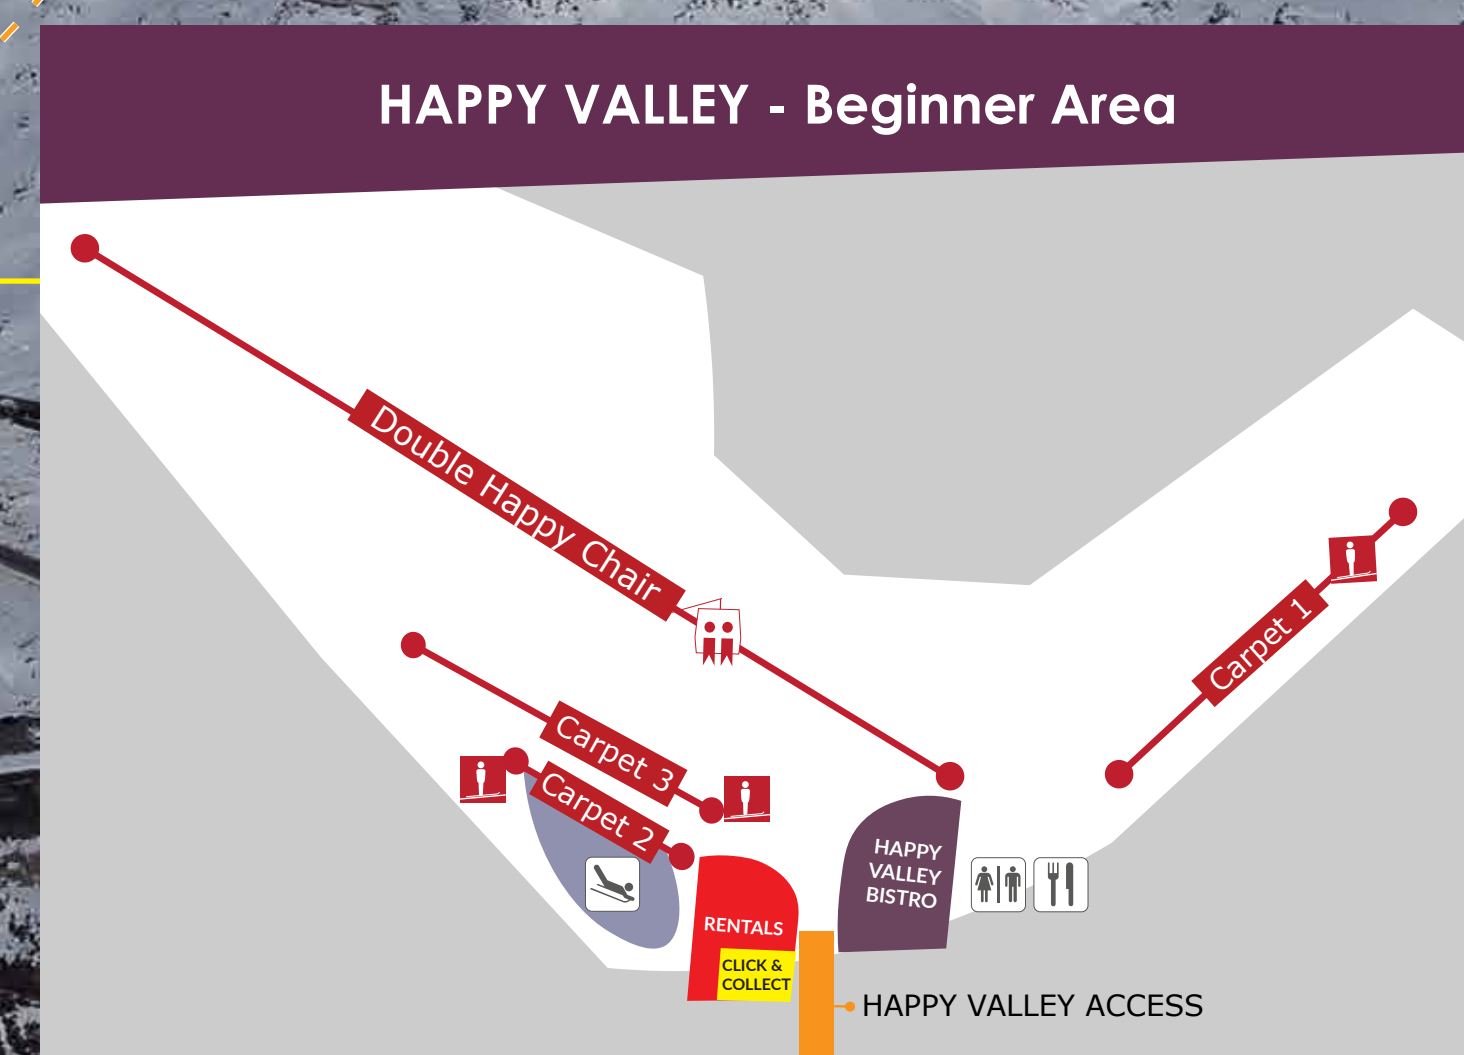 HAPPY VALLEY - Beginner Area
Double Happy Chair
Carpet 1
Carpet 3
Carpet 2
HAPPY
VALLEY
BISTRO
RENTALS
CLICK &
COLLECT
HAPPY VALLEY ACCESS